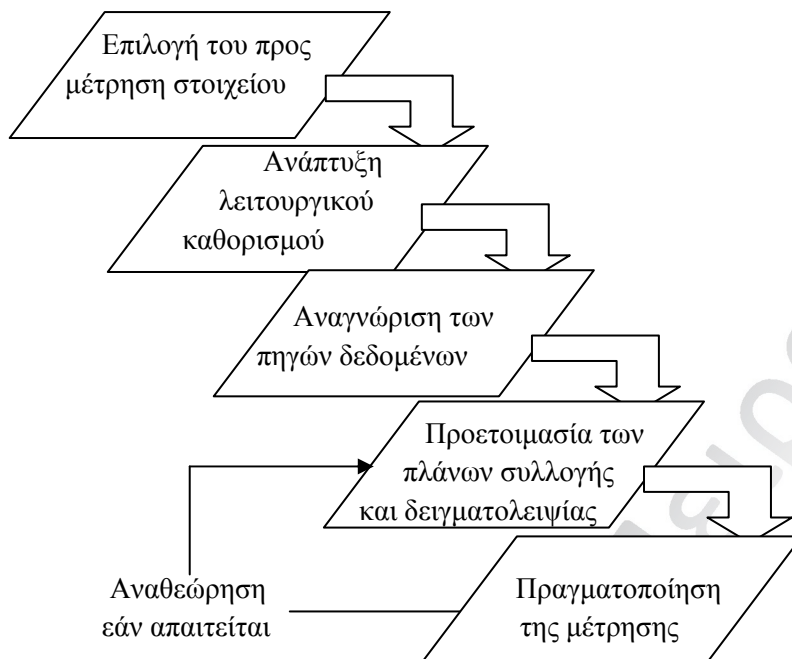 Επιλογή του προς
μέτρηση στοιχείου
Ανάπτυξη
λειτουργικού
καθορισμού
Αναγνώριση των
πηγών δεδομένων
Προετοιμασία των
πλάνων συλλογής
και δειγματολειψίας
Αναθεώρηση
εάν απαιτείται
Πραγματοποίηση
της μέτρησης